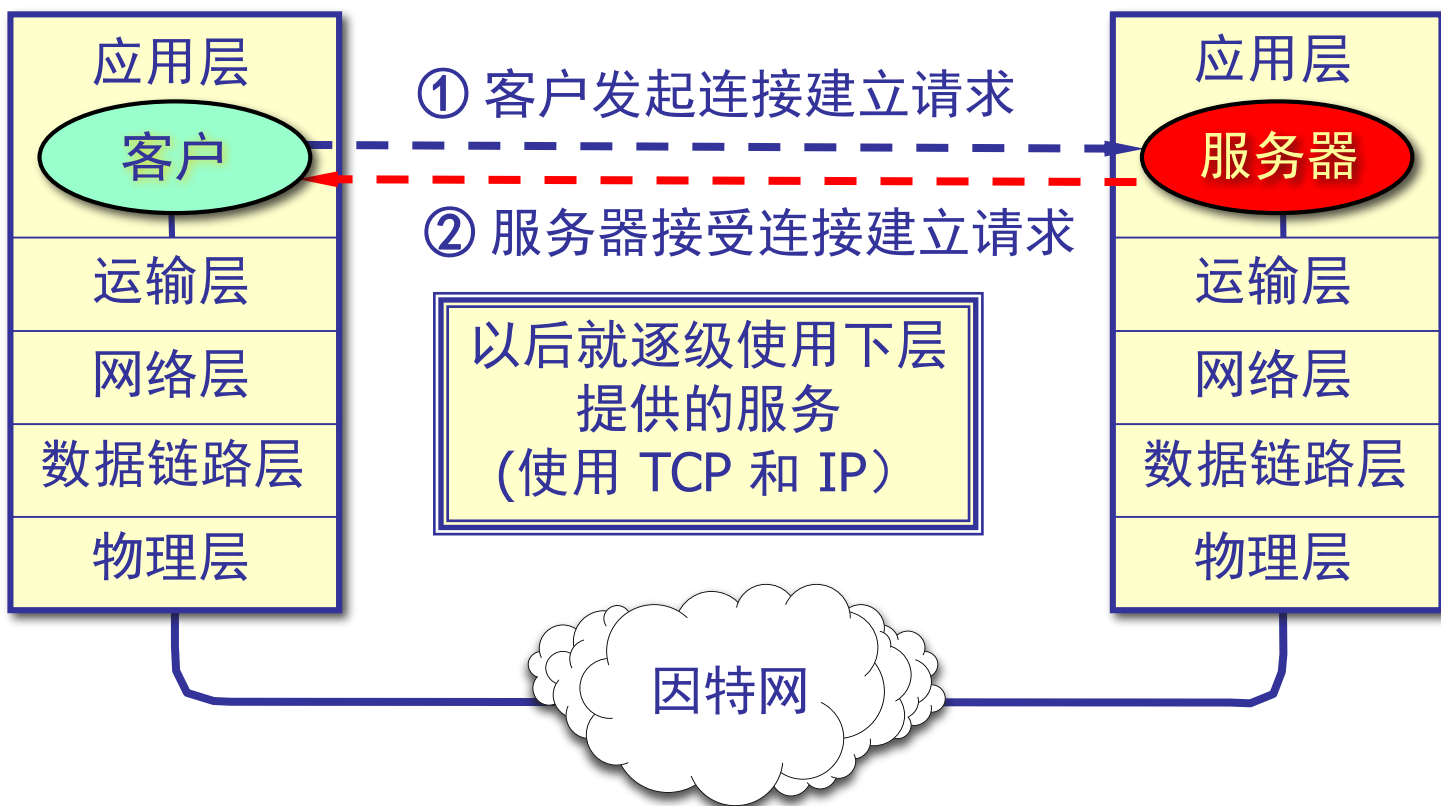 应用层
客户
运输层
网络层
数据链路层
物理层
① 客户发起连接建立请求
② 服务器接受连接建立请求
以后就逐级使用下层
提供的服务
(使用 TCP 和 IP）
因特网
应用层
服务器
运输层
网络层
数据链路层
物理层